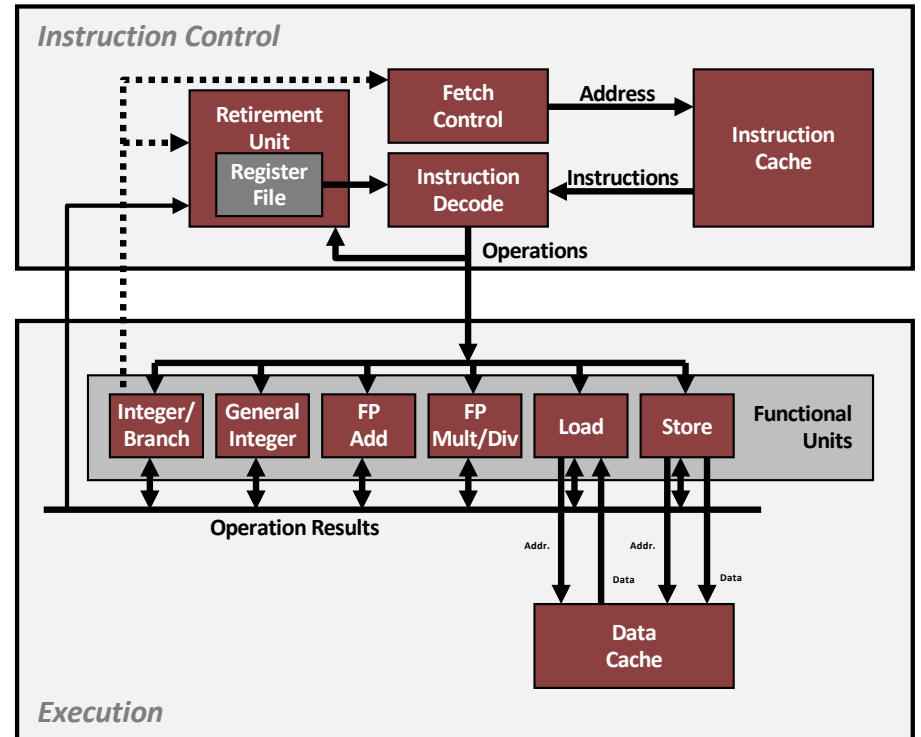 Instruction Control
Fetch
Control
Address
Instruction
Cache
Retirement
Unit
Register
File
Instruction
Decode
Instructions
Operations
Integer/
Branch
General
Integer
FP
Add
FP
Mult/Div
Load
Store
Functional
Units
Operation Results
Addr.
Addr.
Data
Data
Data
Cache
Execution